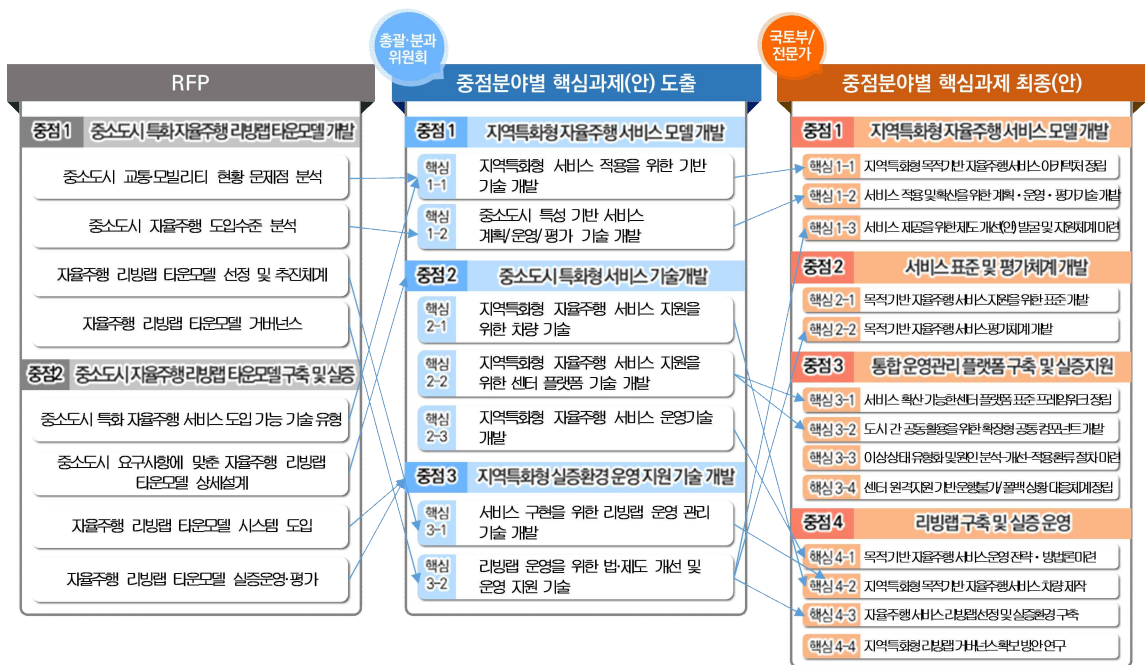 총괄·분과
위원회
국토부/
전문가
RFP
중점1 중소도시 특화 자율주행 리빙랩 타운모델 개발
중소도시 교통·모빌리티 현황 문제점 분석
중소도시 자율주행 도입수준 분석
자율주행 리빙랩 타운모델 선정 및 추진체계
자율주행 리빙랩 타운모델 거버넌스
중점2 중소도시 자율주행 리빙랩 타운모델 구축 및 실증
중소도시 특화 자율주행 서비스 도입 가능 기술 유형
중소도시 요구사항에 맞춘 자율주행 리빙랩
타운모델 상세설계
자율주행 리빙랩 타운모델 시스템 도입
자율주행 리빙랩 타운모델 실증운영·평가
중점분야별 핵심과제(안) 도출
중점1 지역특화형 자율주행 서비스 모델 개발
핵심
1-1
지역특화형 서비스 적용을 위한 기반
기술 개발
핵심
1-2
중소도시 특성 기반 서비스
계획/운영/평가 기술 개발
중점2 중소도시 특화형 서비스 기술개발
핵심
2-1
지역특화형 자율주행 서비스 지원을
위한 차량 기술
핵심
2-2
지역특화형 자율주행 서비스 지원을
위한 센터 플랫폼 기술 개발
핵심
2-3
지역특화형 자율주행 서비스 운영기술
개발
중점3 지역특화형 실증환경 운영 지원 기술 개발
핵심
3-1
서비스 구현을 위한 리빙랩 운영 관리
기술 개발
핵심
3-2
리빙랩 운영을 위한 법·제도 개선 및
운영 지원 기술
중점분야별 핵심과제 최종(안)
중점1 지역특화형 자율주행 서비스 모델 개발
핵심1-1 지역특화형 목적기반 자율주행 서비스 아키텍처 정립
핵심1-2 서비스 적용 및 확산을 위한 계획·운영·평가기술 개발
핵심1-3 서비스 제공을 위한 제도 개선(안) 발굴 및 지원체계 마련
중점2 서비스 표준 및 평가체계 개발
핵심2-1 목적기반 자율주행 서비스 지원을 위한 표준 개발
핵심2-2 목적기반 자율주행 서비스 평가체계 개발
중점3 통합 운영관리 플랫폼 구축 및 실증지원
핵심3-1 서비스 확산 가능한 센터 플랫폼 표준 프레임워크 정립
핵심3-2 도시 간 공동활용을 위한 확장형 공통 컴포넌트 개발
핵심3-3 이상상태 유형화 및 원인 분석-개선-적용 환류 절차 마련
핵심3-4 센터 원격지원 기반 운행불가/폴백 상황 대응체계 정립
중점4 리빙랩 구축 및 실증 운영
핵심4-1 목적기반 자율주행 서비스 운영 전략·방법론 마련
핵심4-2 지역특화형 목적기반 자율주행 서비스 차량 제작
핵심4-3 자율주행 서비스 리빙랩 선정 및 실증환경 구축
핵심4-4 지역특화형 리빙랩 거버넌스 확보 방안 연구